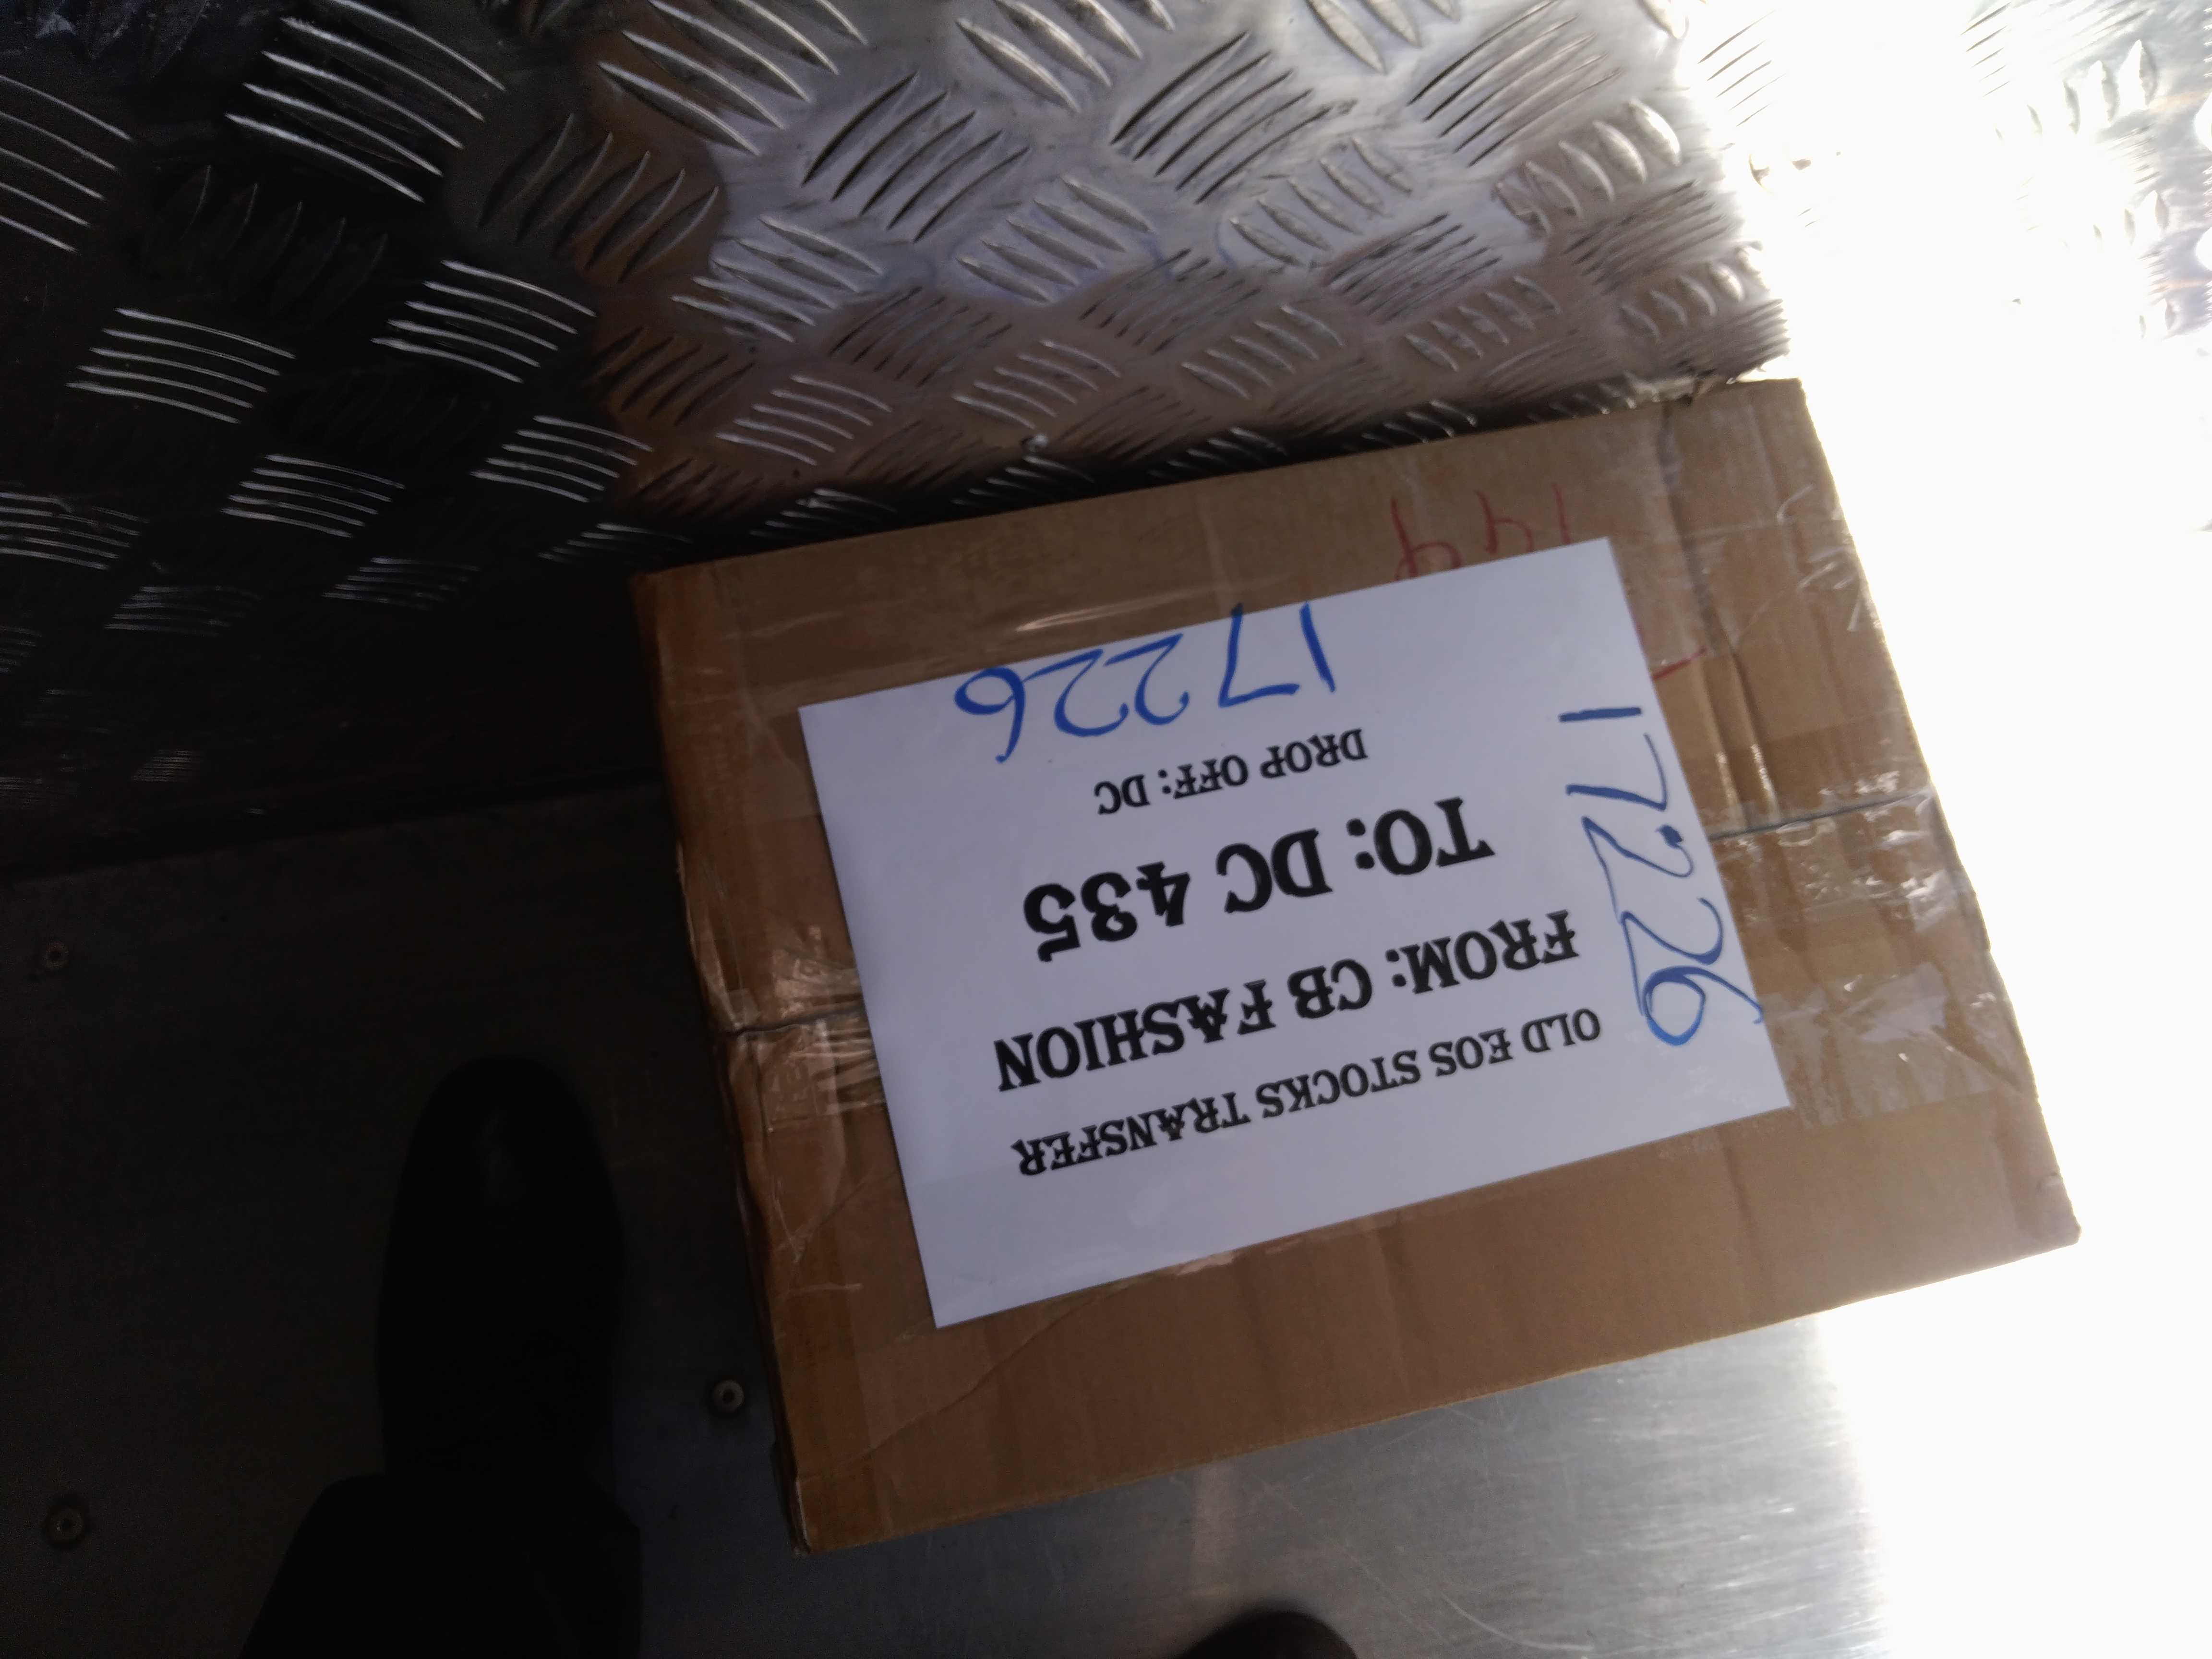 OLD EOS STOCKS TRANSFER
FROM: CB FASHION
TO: DC 435
DROP OFF: DC
17226
17226